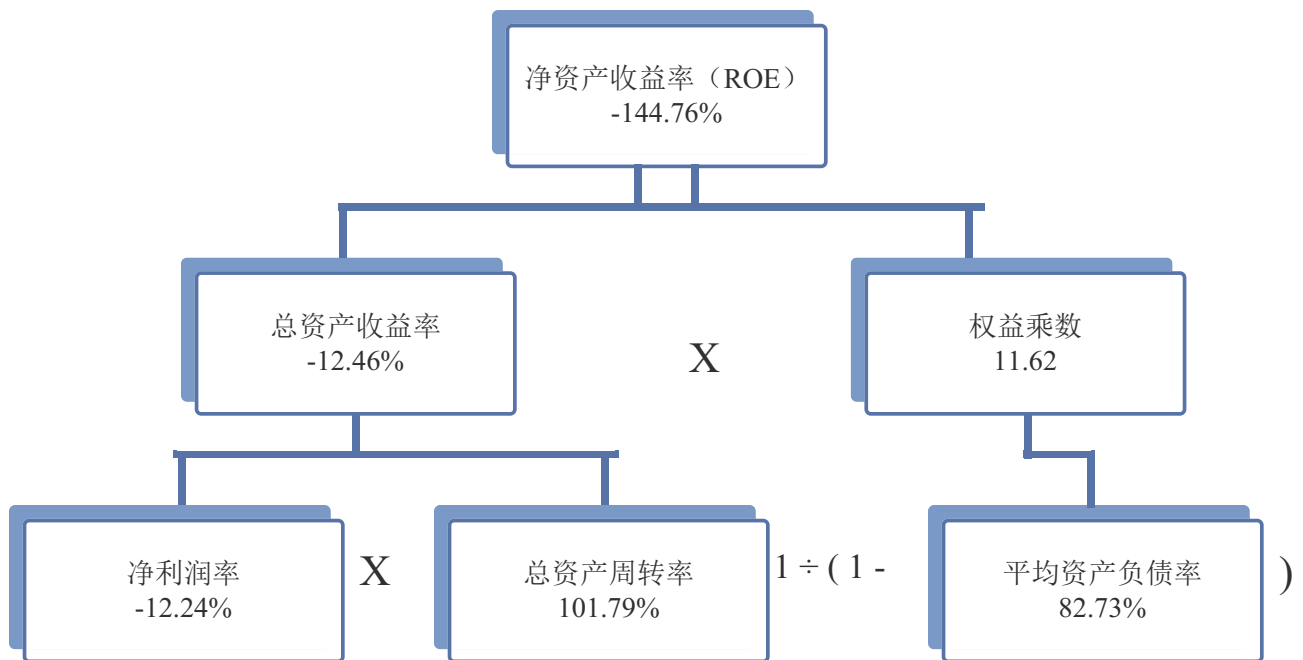 净资产收益率（ROE）
-144.76%
总资产收益率
-12.46%
X
权益乘数
11.62
净利润率
-12.24%
X
总资产周转率
101.79%
1 ÷ ( 1 -
平均资产负债率
82.73%
)